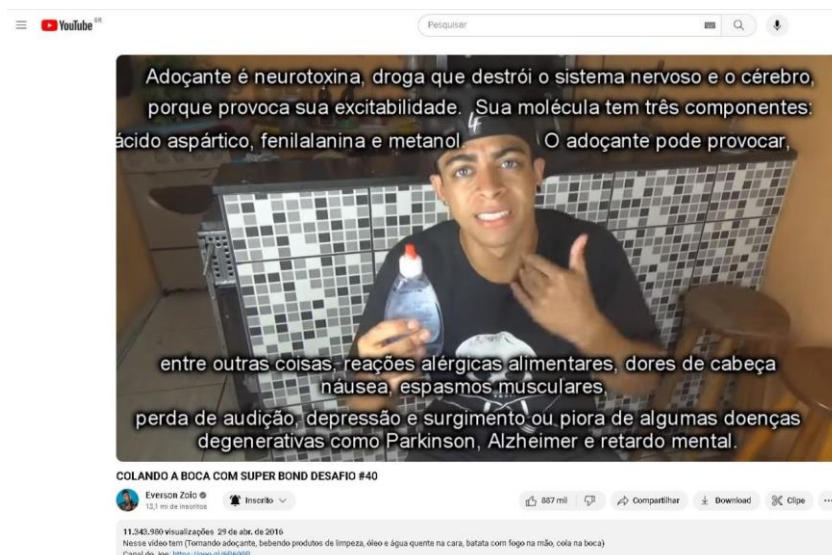 YouTube BR
Pesquisar
Adoçante é neurotoxina, droga que destrói o sistema nervoso e o cérebro,
porque provoca sua excitabilidade. Sua molécula tem três componentes:
ácido aspártico, fenilalanina e metanol
O adoçante pode provocar,
entre outras coisas, reações alérgicas alimentares, dores de cabeça
náusea, espasmos musculares,
perda de audição, depressão e surgimento ou piora de algumas doenças
degenerativas como Parkinson, Alzheimer e retardo mental.
COLANDO A BOCA COM SUPER BOND DESAFIO #40
Everson Zoio
13,1 mi de inscritos
Inscrito
887 mil
Compartilhar
Download
Clipe
11.343.980 visualizações 29 de abr. de 2016
Nesse vídeo tem (Tomando adoçante, bebendo produtos de limpeza, óleo e água quente na cara, batata com fogo na mão, cola na boca)
Canal do Joe: